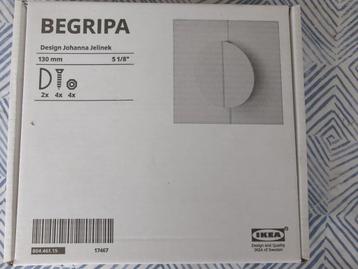 BEGRIPA
Design Johanna Jelinek
130 mm 5 1/8"
2x 4x 4x
804.461.15 17467
IKEA
Design and Quality
IKEA of Sweden